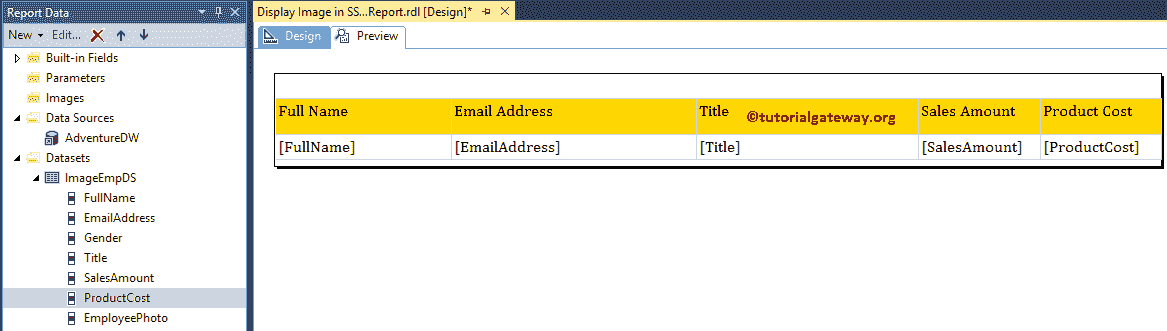 Report Data
New Edit...
Built-in Fields
Parameters
Images
Data Sources
AdventureDW
Datasets
ImageEmpDS
FullName
EmailAddress
Gender
Title
SalesAmount
ProductCost
EmployeePhoto
Display Image in SS...Report.rdl [Design]*
Design Preview
Full Name Email Address Title Sales Amount Product Cost
©tutorialgateway.org
[FullName] [EmailAddress] [Title] [SalesAmount] [ProductCost]